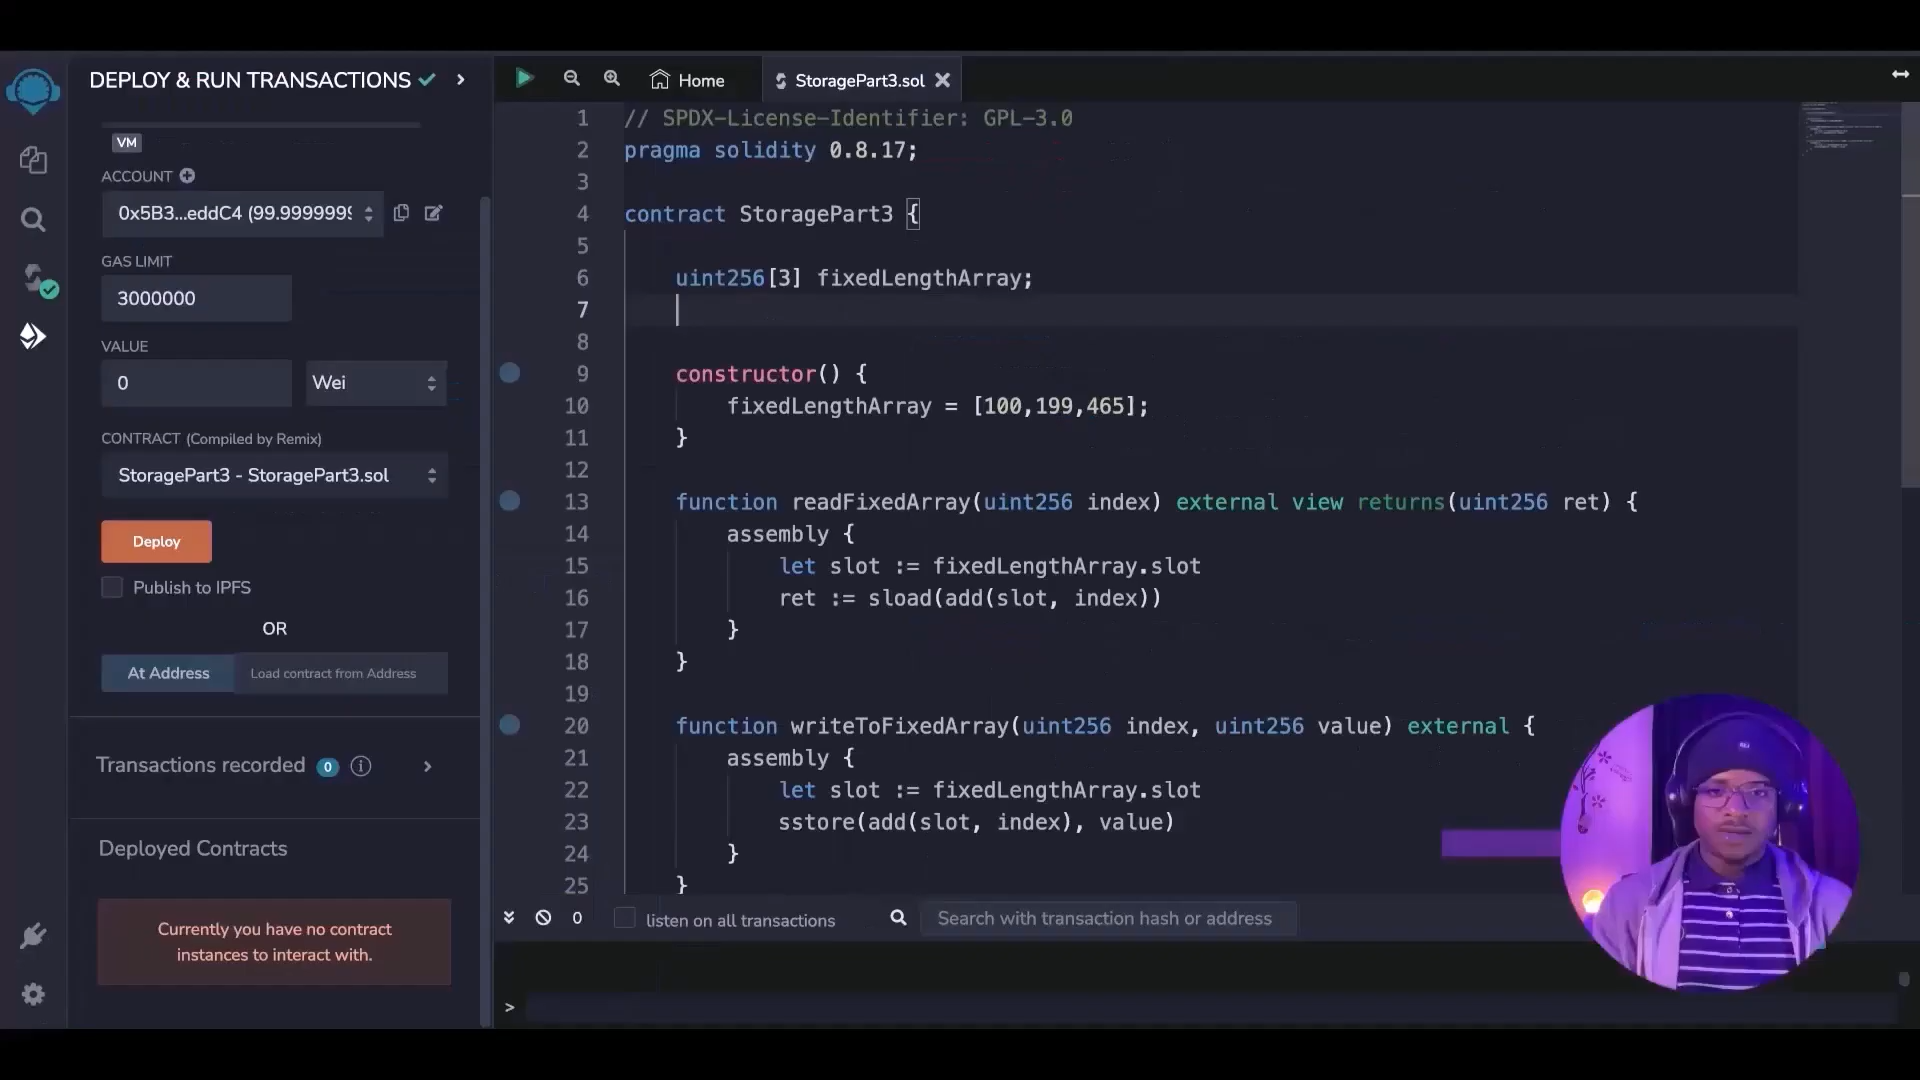 DEPLOY & RUN TRANSACTIONS
VM
ACCOUNT
0x5B3...eddC4 (99.9999999
GAS LIMIT
3000000
VALUE
0
Wei
CONTRACT (Compiled by Remix)
StoragePart3 - StoragePart3.sol
Deploy
Publish to IPFS
OR
At Address
Load contract from Address
Transactions recorded 0 i
Deployed Contracts
Currently you have no contract
instances to interact with.
Home
StoragePart3.sol
1 // SPDX-License-Identifier: GPL-3.0
2 pragma solidity 0.8.17;
3
4 contract StoragePart3 {
5
6 uint256[3] fixedLengthArray;
7
8
9 constructor() {
10 fixedLengthArray = [100,199,465];
11 }
12
13 function readFixedArray(uint256 index) external view returns(uint256 ret) {
14 assembly {
15 let slot := fixedLengthArray.slot
16 ret := sload(add(slot, index))
17 }
18 }
19
20 function writeToFixedArray(uint256 index, uint256 value) external {
21 assembly {
22 let slot := fixedLengthArray.slot
23 sstore(add(slot, index), value)
24 }
25 }
0
listen on all transactions
Search with transaction hash or address
>